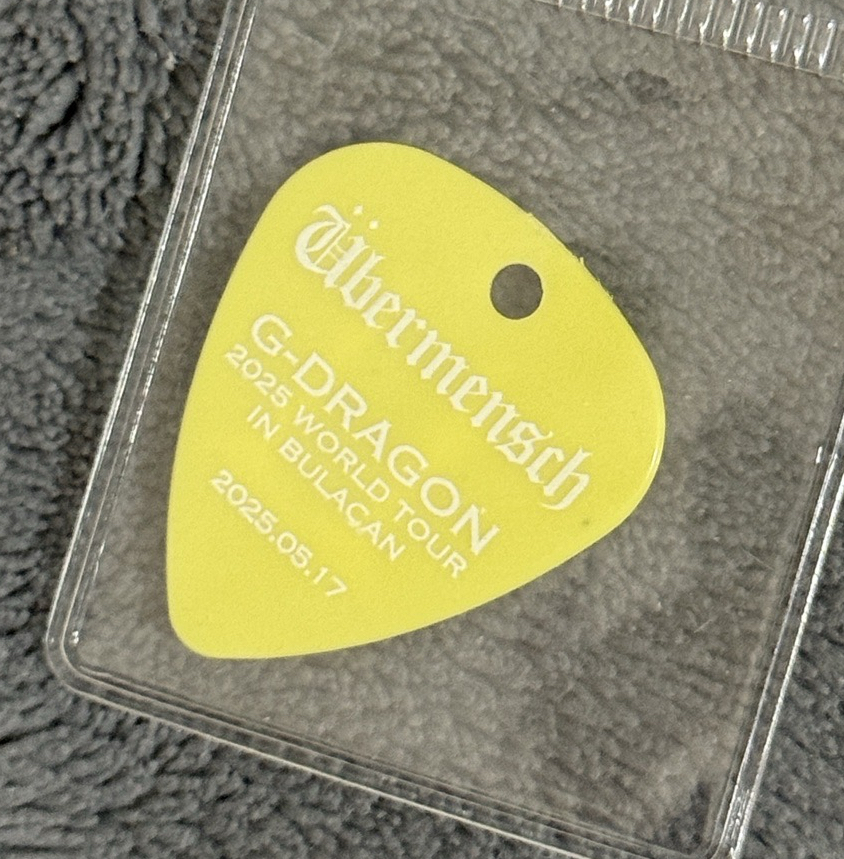 Übermensch
G-DRAGON
2025 WORLD TOUR
IN BULACAN
2025.05.17